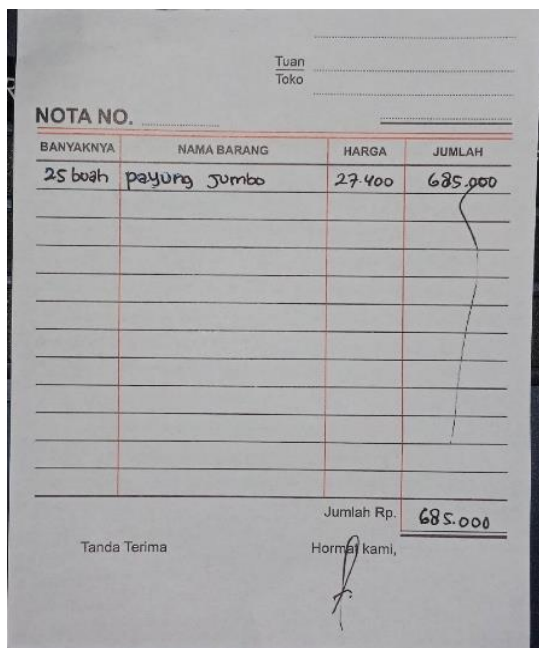 Tuan
Toko
NOTA NO.
BANYAKNYA NAMA BARANG HARGA JUMLAH
25 buah payung Jumbo 27.400 685.000
Jumlah Rp. 685.000
Tanda Terima Hormat kami,